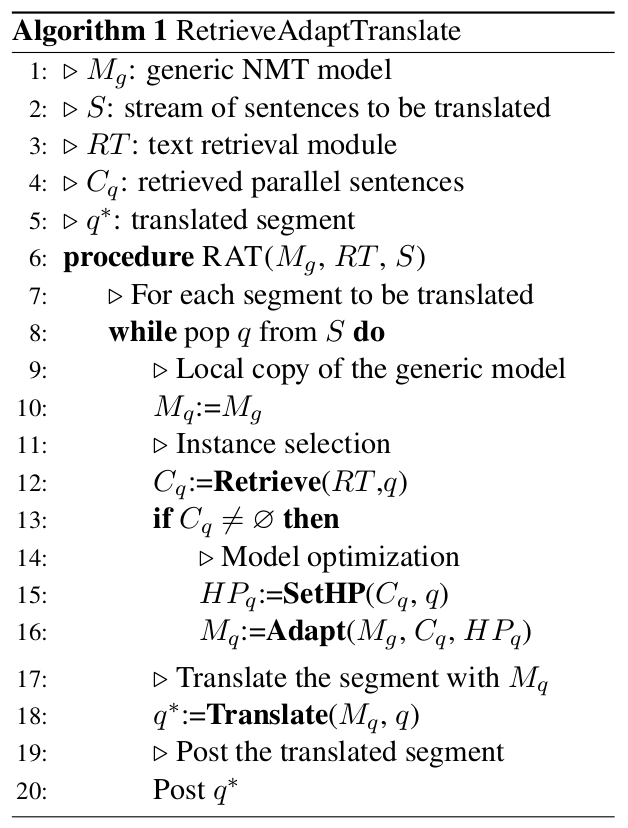 Algorithm 1 RetrieveAdaptTranslate
1: ▷ M_g: generic NMT model
2: ▷ S: stream of sentences to be translated
3: ▷ RT: text retrieval module
4: ▷ C_q: retrieved parallel sentences
5: ▷ q*: translated segment
6: procedure RAT(M_g, RT, S)
7: ▷ For each segment to be translated
8: while pop q from S do
9: ▷ Local copy of the generic model
10: M_q:=M_g
11: ▷ Instance selection
12: C_q:=Retrieve(RT,q)
13: if C_q ≠ ∅ then
14: ▷ Model optimization
15: HP_q:=SetHP(C_q, q)
16: M_q:=Adapt(M_g, C_q, HP_q)
17: ▷ Translate the segment with M_q
18: q*:=Translate(M_q, q)
19: ▷ Post the translated segment
20: Post q*